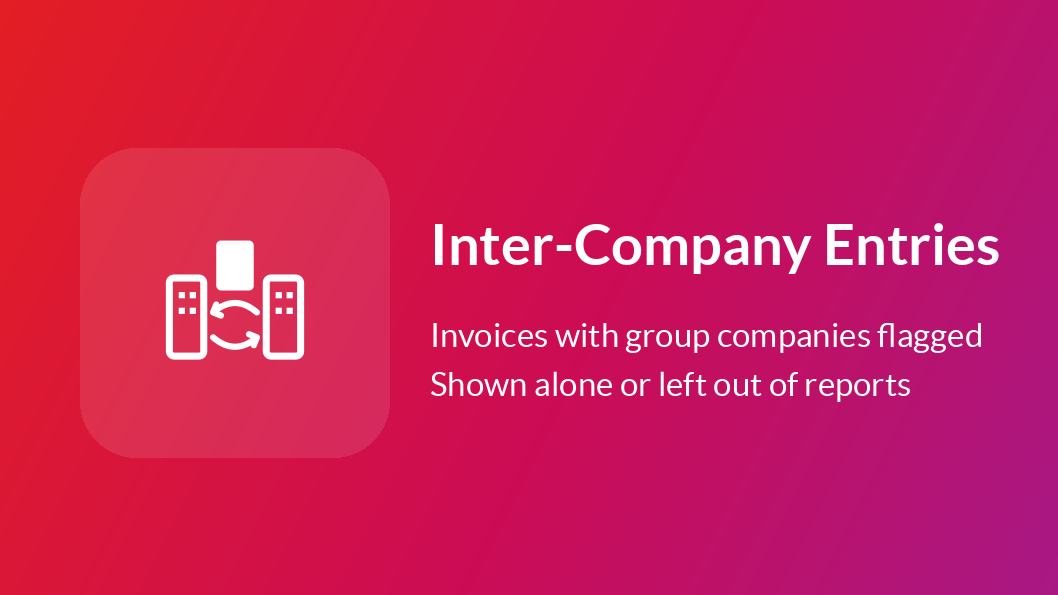 Inter-Company Entries
Invoices with group companies flagged
Shown alone or left out of reports